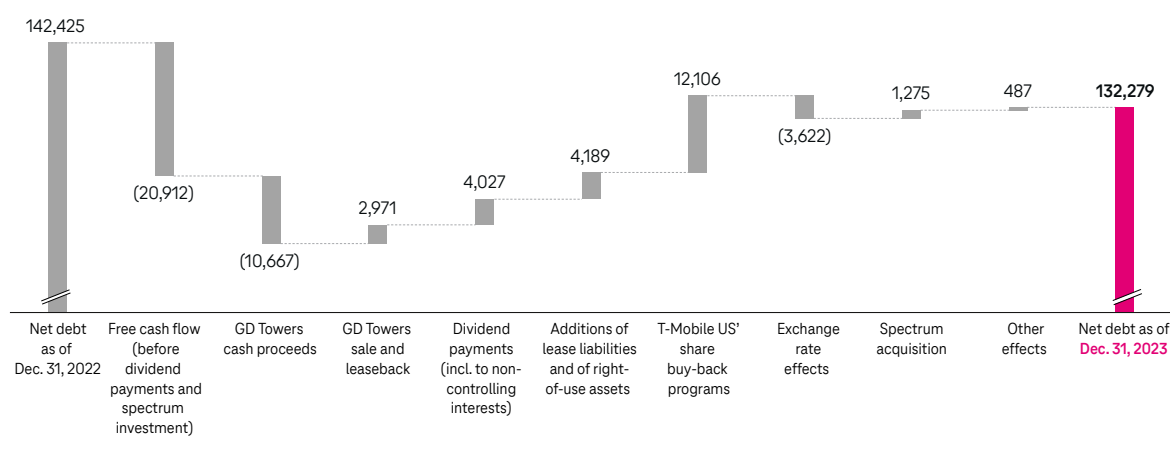 142,425
(20,912)
(10,667)
2,971
4,027
4,189
12,106
(3,622)
1,275
487
132,279
Net debt
as of
Dec. 31, 2022
Free cash flow
(before
dividend
payments and
spectrum
investment)
GD Towers
cash proceeds
GD Towers
sale and
leaseback
Dividend
payments
(incl. to non-
controlling
interests)
Additions of
lease liabilities
and of right-
of-use assets
T-Mobile US’
share
buy-back
programs
Exchange
rate
effects
Spectrum
acquisition
Other
effects
Net debt as of
Dec. 31, 2023